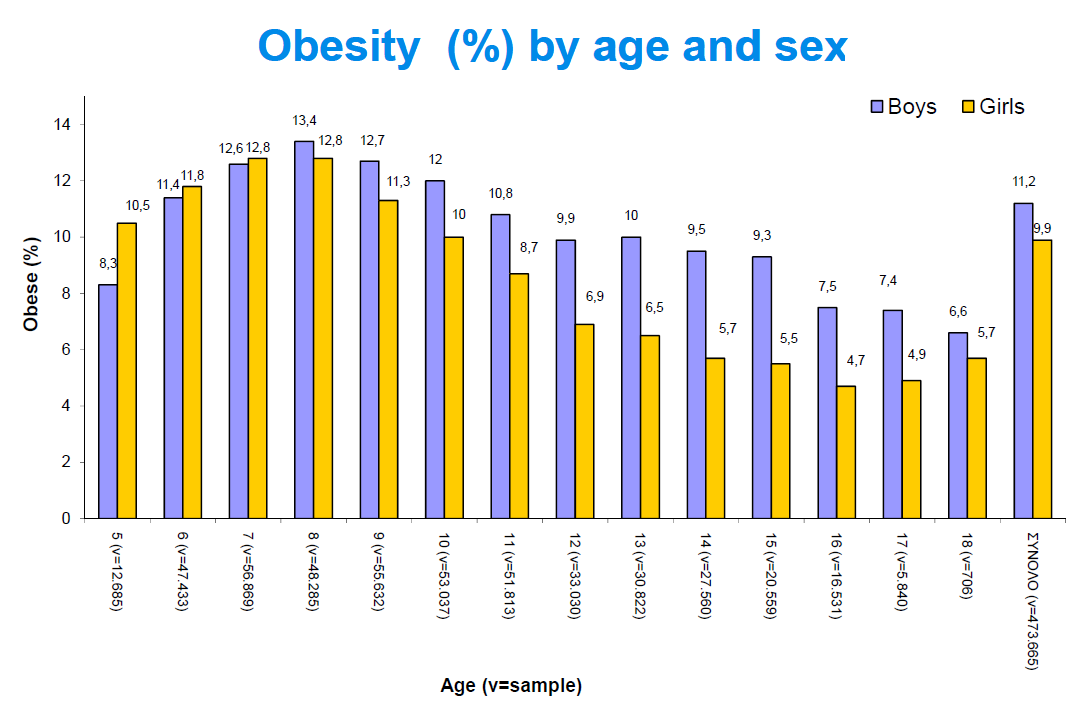 Obesity (%) by age and sex
Boys
Girls
Obese (%)
14
12
10
8
6
4
2
0
8,3
10,5
11,4
11,8
12,6
12,8
13,4
12,8
12,7
11,3
12
10
10,8
8,7
9,9
6,9
10
6,5
9,5
5,7
9,3
5,5
7,5
4,7
7,4
4,9
6,6
5,7
11,2
9,9
5 (v=12.685)
6 (v=47.433)
7 (v=56.869)
8 (v=48.285)
9 (v=55.632)
10 (v=53.037)
11 (v=51.813)
12 (v=33.030)
13 (v=30.822)
14 (v=27.560)
15 (v=20.559)
16 (v=16.531)
17 (v=5.840)
18 (v=706)
ΣΥΝΟΛΟ (v=473.665)
Age (v=sample)